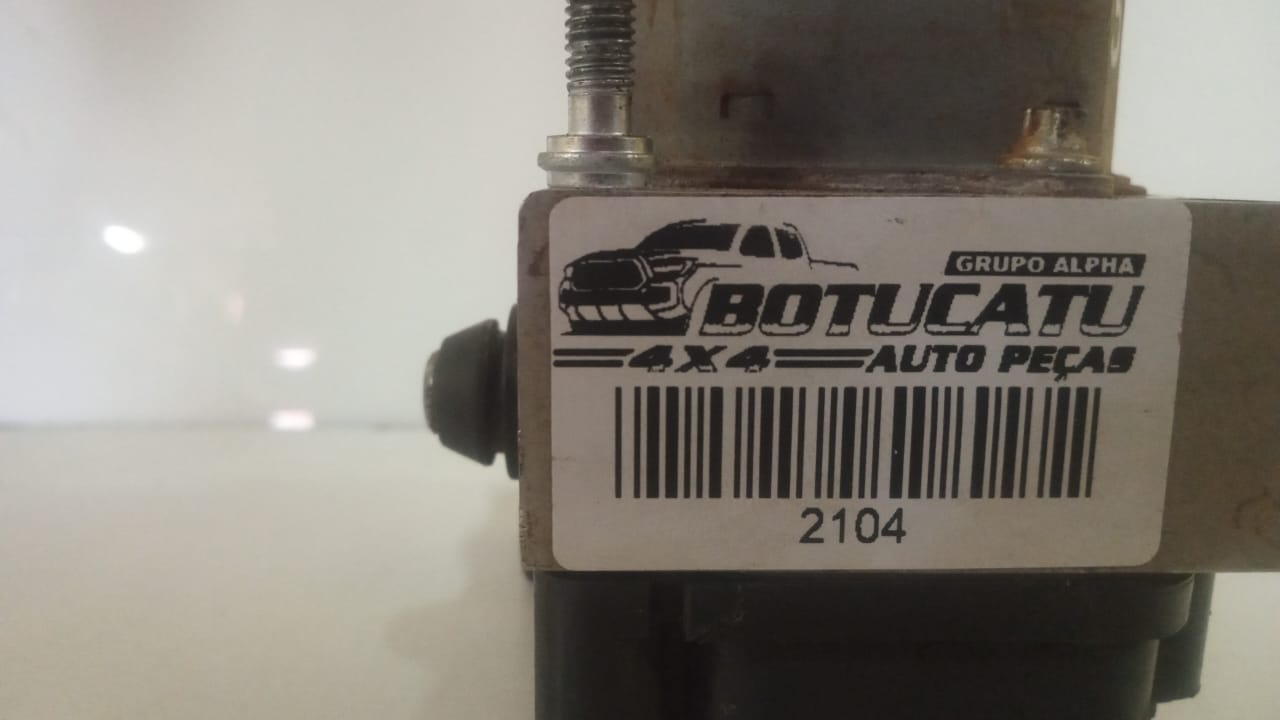 GRUPO ALPHA
BOTUCATU
4X4 AUTO PEÇAS
2104